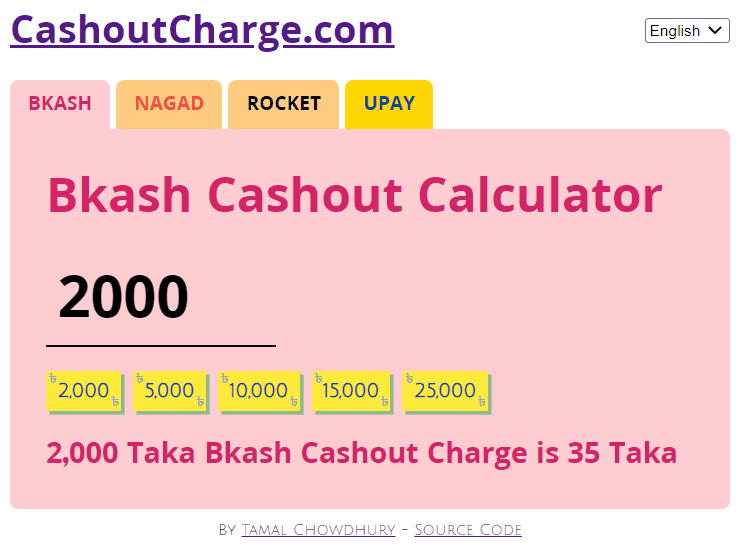 CashoutCharge.com
English
BKASH NAGAD ROCKET UPAY
Bkash Cashout Calculator
2000
৳ 2,000 ৳ ৳ 5,000 ৳ ৳ 10,000 ৳ ৳ 15,000 ৳ ৳ 25,000 ৳
2,000 Taka Bkash Cashout Charge is 35 Taka
By Tamal Chowdhury - Source Code